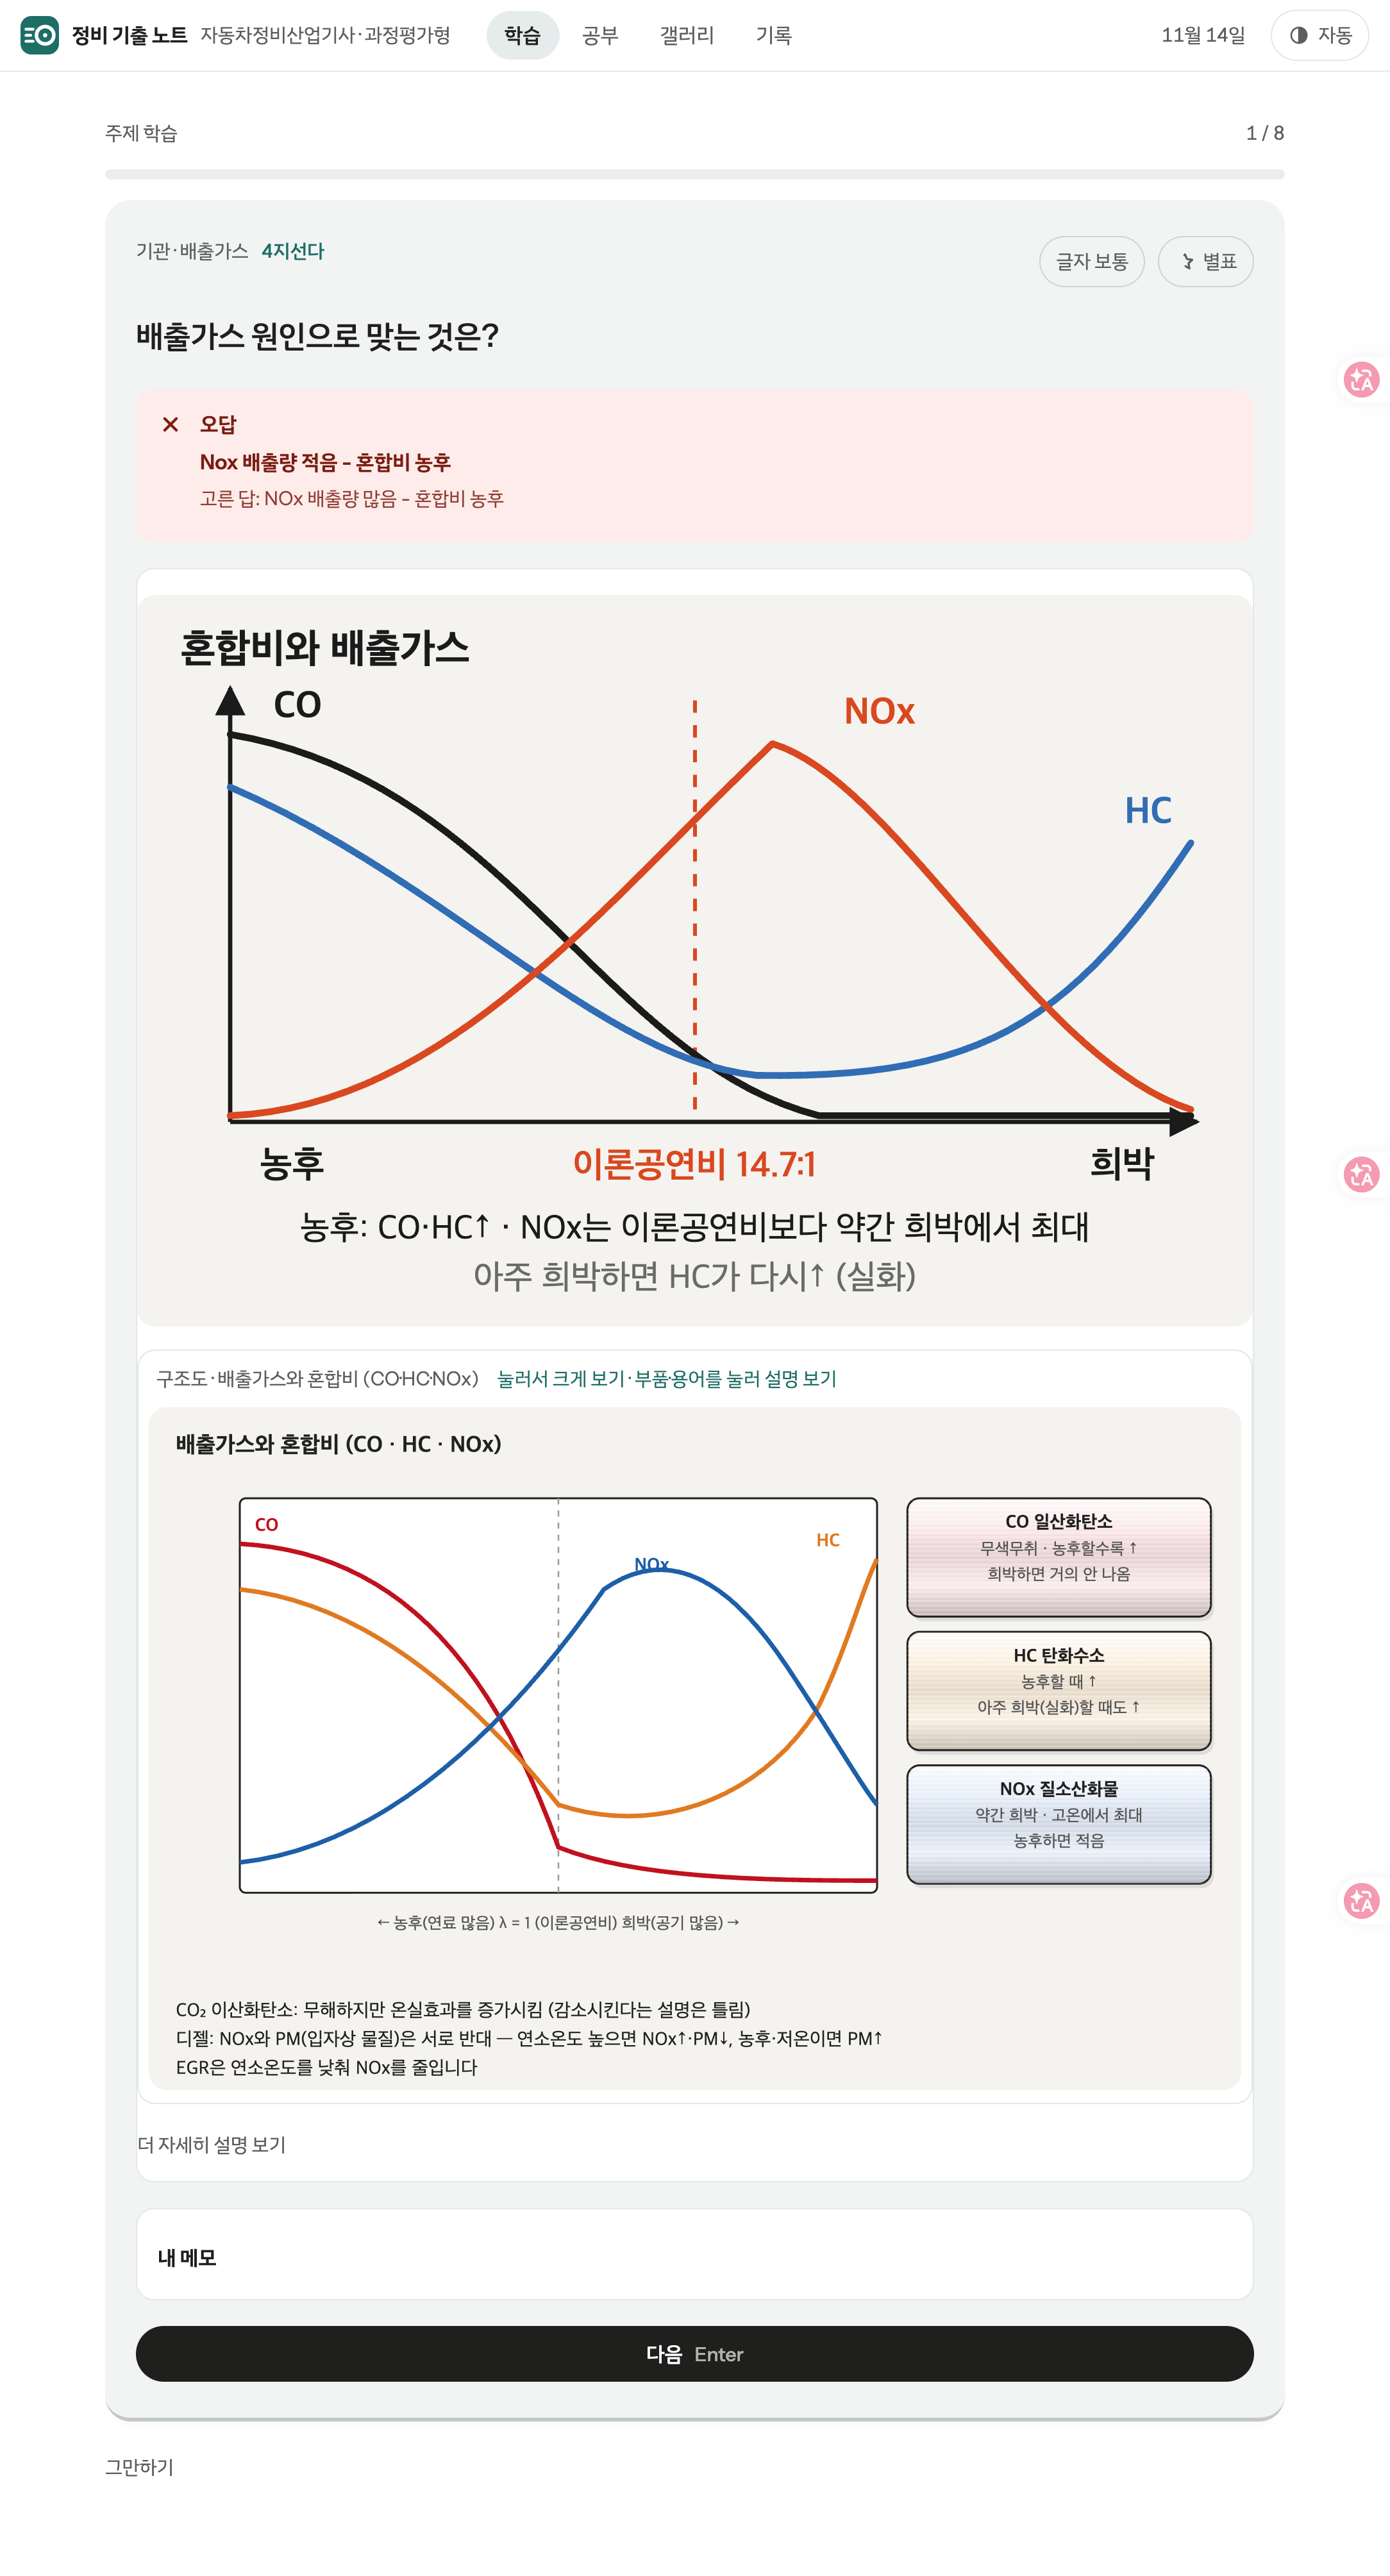 정비 기출 노트 자동차정비산업기사·과정평가형 학습 공부 갤러리 기록 11월 14일 자동
주제 학습 1 / 8
기관·배출가스 4지선다 글자 보통 별표
배출가스 원인으로 맞는 것은?
오답
Nox 배출량 적음 - 혼합비 농후
고른 답: NOx 배출량 많음 - 혼합비 농후
혼합비와 배출가스
CO
NOx
HC
농후 이론공연비 14.7:1 희박
농후: CO·HC↑ · NOx는 이론공연비보다 약간 희박에서 최대
아주 희박하면 HC가 다시↑ (실화)
구조도·배출가스와 혼합비 (CO·HC·NOx) 눌러서 크게 보기·부품·용어를 눌러 설명 보기
배출가스와 혼합비 (CO · HC · NOx)
CO
HC
NOx
CO 일산화탄소
무색무취 · 농후할수록 ↑
희박하면 거의 안 나옴
HC 탄화수소
농후할 때 ↑
아주 희박(실화)할 때도 ↑
NOx 질소산화물
약간 희박 · 고온에서 최대
농후하면 적음
← 농후(연료 많음) λ = 1 (이론공연비) 희박(공기 많음) →
CO₂ 이산화탄소: 무해하지만 온실효과를 증가시킴 (감소시킨다는 설명은 틀림)
디젤: NOx와 PM(입자상 물질)은 서로 반대 — 연소온도 높으면 NOx↑·PM↓, 농후·저온이면 PM↑
EGR은 연소온도를 낮춰 NOx를 줄입니다
더 자세히 설명 보기
내 메모
다음 Enter
그만하기